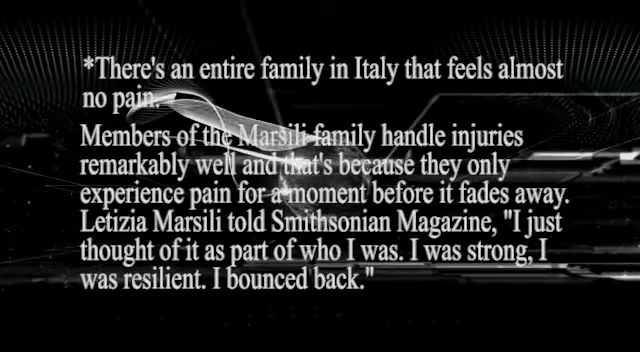 *There's an entire family in Italy that feels almost
no pain.
Members of the Marsili family handle injuries
remarkably well and that's because they only
experience pain for a moment before it fades away.
Letizia Marsili told Smithsonian Magazine, "I just
thought of it as part of who I was. I was strong, I
was resilient. I bounced back."